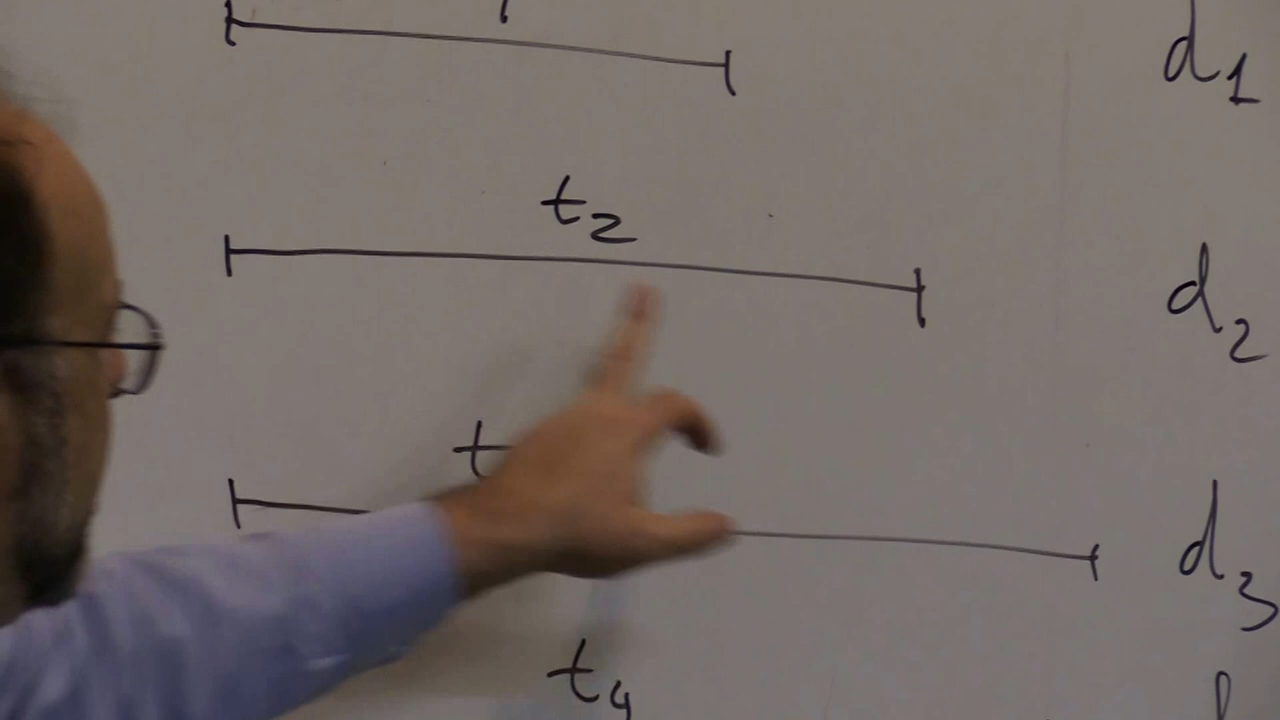 d₁
t₂
d₂
t
d₃
t₄